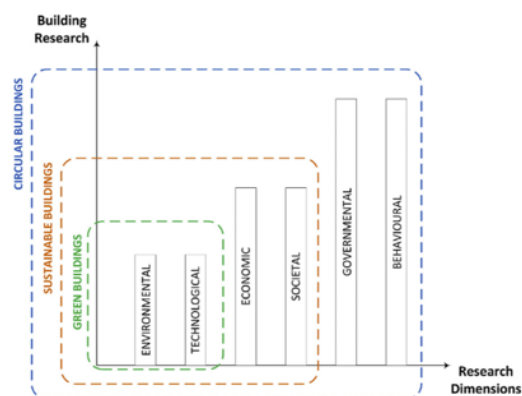 Building
Research
CIRCULAR BUILDINGS
SUSTAINABLE BUILDINGS
GREEN BUILDINGS
ENVIRONMENTAL
TECHNOLOGICAL
ECONOMIC
SOCIETAL
GOVERNMENTAL
BEHAVIOURAL
Research
Dimensions